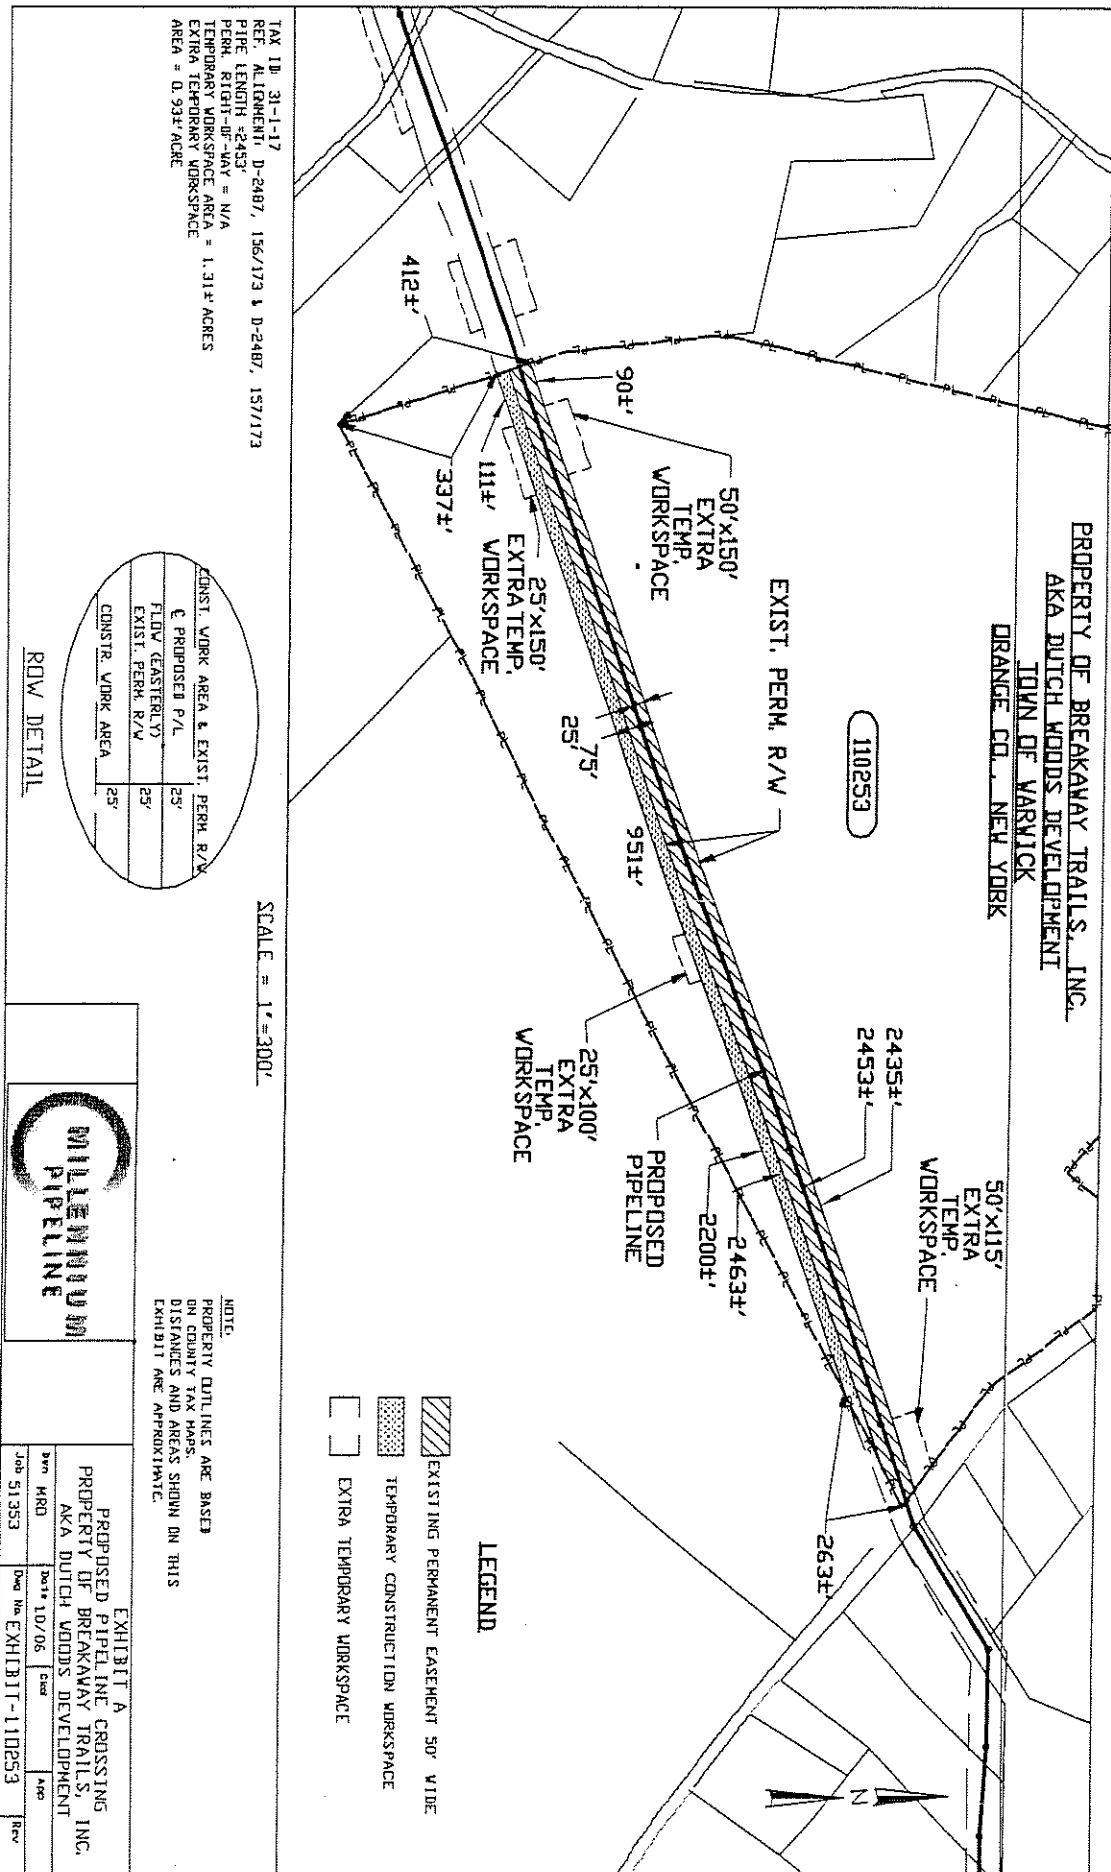 PROPERTY OF BREAKAWAY TRAILS, INC.
AKA DUTCH WOODS DEVELOPMENT
TOWN OF WARWICK
ORANGE CO., NEW YORK
110253
EXIST. PERM. R/W
50'x150'
EXTRA
TEMP.
WORKSPACE
90±'
412±'
337±'
111±'
25'x150'
EXTRA TEMP.
WORKSPACE
75'
25'
951±'
25'x100'
EXTRA
TEMP.
WORKSPACE
2435±'
2453±'
50'x115'
EXTRA
TEMP.
WORKSPACE
PROPOSED
PIPELINE
2463±'
2200±'
263±'
N
TAX ID: 31-1-17
REF. ALIGNMENT: D-2487, 156/173 & D-2487, 157/173
PIPE LENGTH =2453'
PERM. RIGHT-OF-WAY = N/A
TEMPORARY WORKSPACE AREA = 1.31±' ACRES
EXTRA TEMPORARY WORKSPACE
AREA = 0.93±' ACRE
CONST. WORK AREA & EXIST. PERM. R/W
℄ PROPOSED P/L
25'
FLOW (EASTERLY)
EXIST. PERM. R/W
25'
CONSTR. WORK AREA
25'
ROW DETAIL
SCALE = 1"=300'
LEGEND
EXISTING PERMANENT EASEMENT 50' WIDE
TEMPORARY CONSTRUCTION WORKSPACE
EXTRA TEMPORARY WORKSPACE
NOTE:
PROPERTY OUTLINES ARE BASED
ON COUNTY TAX MAPS.
DISTANCES AND AREAS SHOWN ON THIS
EXHIBIT ARE APPROXIMATE.
MILLENNIUM
PIPELINE
EXHIBIT A
PROPOSED PIPELINE CROSSING
PROPERTY OF BREAKAWAY TRAILS, INC.
AKA DUTCH WOODS DEVELOPMENT
Dwn MRO
Date 10/06
Ckd
App
Job 51353
Dwg No. EXHIBIT-110253
Rev